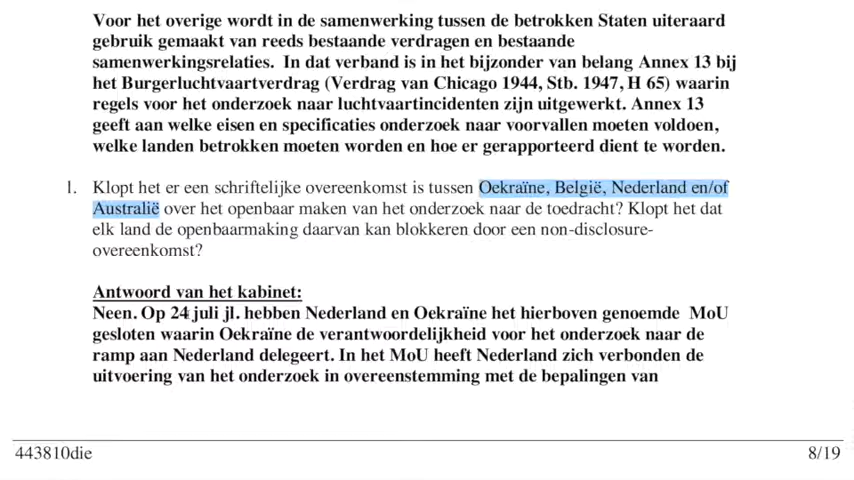 Voor het overige wordt in de samenwerking tussen de betrokken Staten uiteraard
gebruik gemaakt van reeds bestaande verdragen en bestaande
samenwerkingsrelaties. In dat verband is in het bijzonder van belang Annex 13 bij
het Burgerluchtvaartverdrag (Verdrag van Chicago 1944, Stb. 1947, H 65) waarin
regels voor het onderzoek naar luchtvaartincidenten zijn uitgewerkt. Annex 13
geeft aan welke eisen en specificaties onderzoek naar voorvallen moeten voldoen,
welke landen betrokken moeten worden en hoe er gerapporteerd dient te worden.
l. Klopt het er een schriftelijke overeenkomst is tussen Oekraïne, België, Nederland en/of
Australië over het openbaar maken van het onderzoek naar de toedracht? Klopt het dat
elk land de openbaarmaking daarvan kan blokkeren door een non-disclosure-
overeenkomst?
Antwoord van het kabinet:
Neen. Op 24 juli jl. hebben Nederland en Oekraïne het hierboven genoemde MoU
gesloten waarin Oekraïne de verantwoordelijkheid voor het onderzoek naar de
ramp aan Nederland delegeert. In het MoU heeft Nederland zich verbonden de
uitvoering van het onderzoek in overeenstemming met de bepalingen van
443810die 8/19